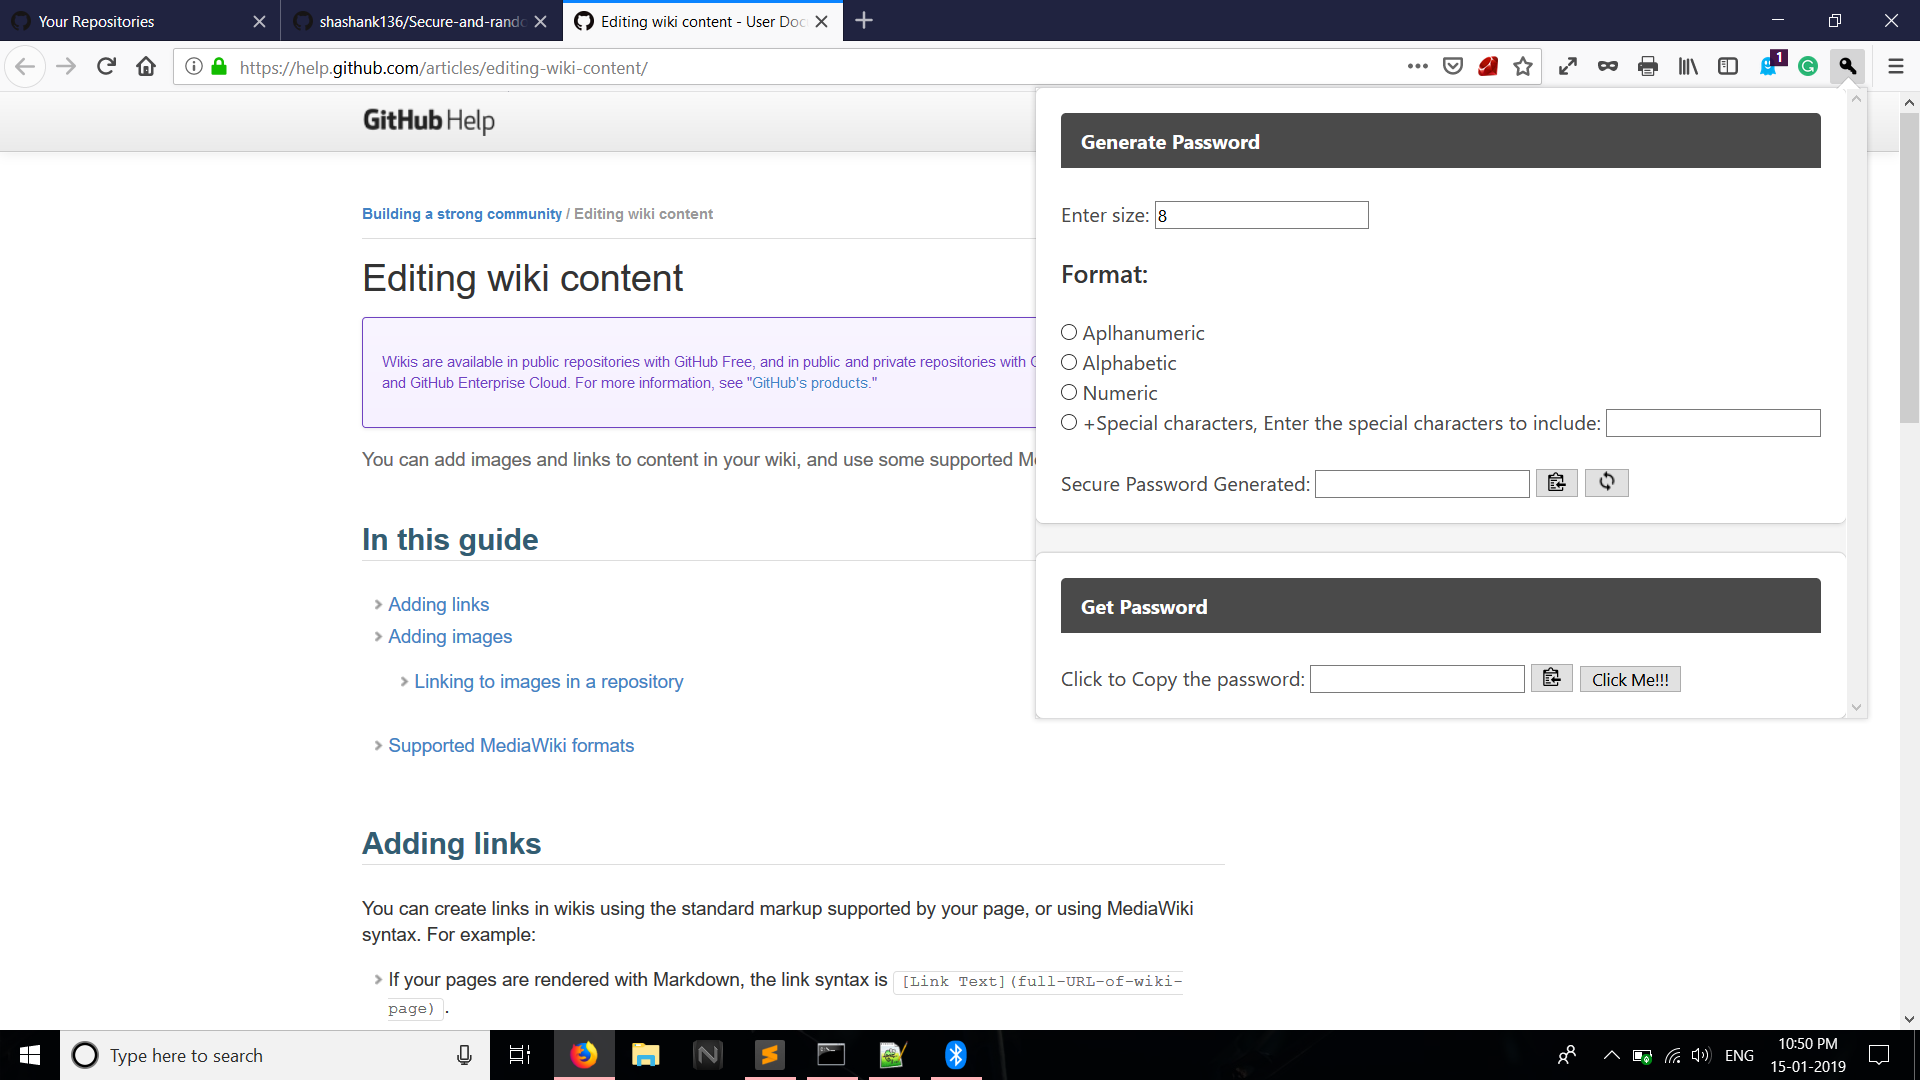 Your Repositories
shashank136/Secure-and-rando
Editing wiki content - User Doc
https://help.github.com/articles/editing-wiki-content/
1
GitHub Help
Building a strong community / Editing wiki content
Editing wiki content
Wikis are available in public repositories with GitHub Free, and in public and private repositories with G
and GitHub Enterprise Cloud. For more information, see "GitHub's products."
You can add images and links to content in your wiki, and use some supported M
In this guide
Adding links
Adding images
Linking to images in a repository
Supported MediaWiki formats
Adding links
You can create links in wikis using the standard markup supported by your page, or using MediaWiki
syntax. For example:
If your pages are rendered with Markdown, the link syntax is [Link Text](full-URL-of-wiki-
page) .
Generate Password
Enter size: 8
Format:
Aplhanumeric
Alphabetic
Numeric
+Special characters, Enter the special characters to include:
Secure Password Generated:
Get Password
Click to Copy the password: Click Me!!!
Type here to search
ENG
10:50 PM
15-01-2019